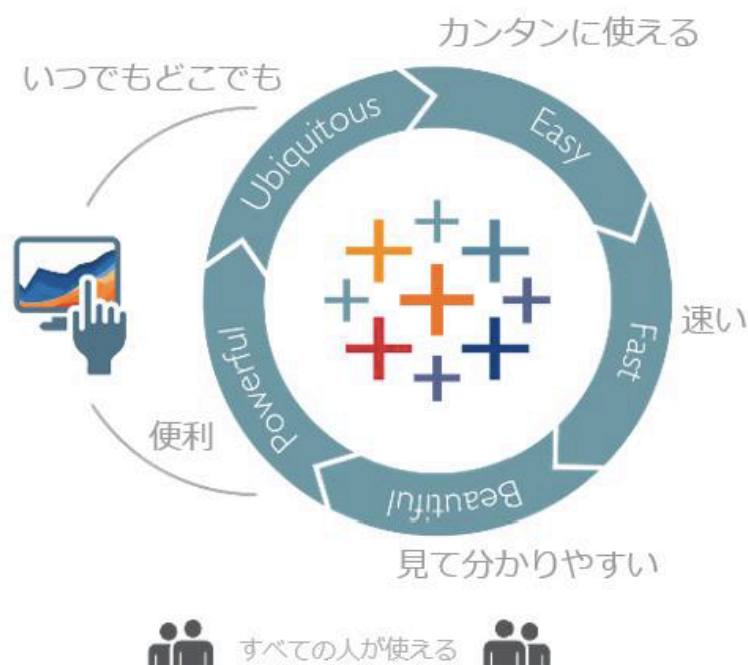 カンタンに使える
いつでもどこでも
Ubiquitous
Easy
速い
Fast
Powerful
便利
Beautiful
見て分かりやすい
すべての人が使える